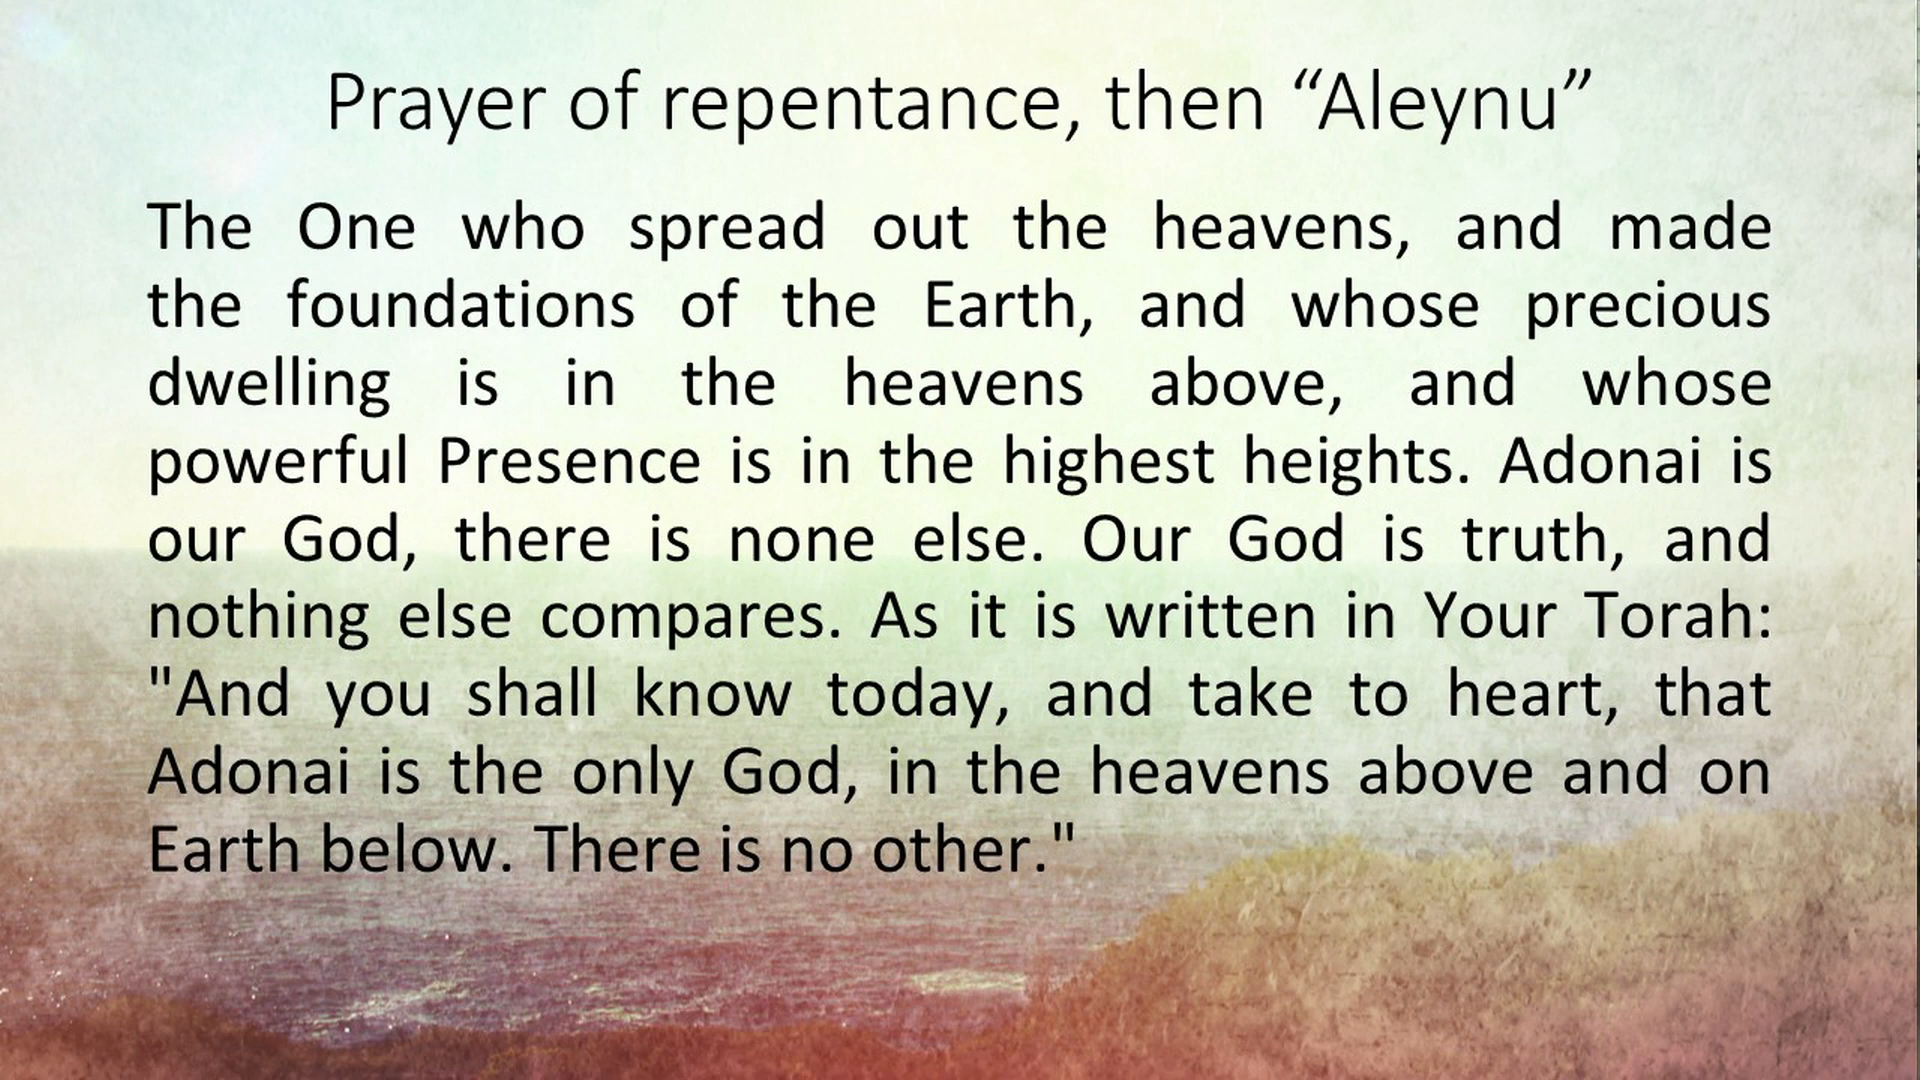 Prayer of repentance, then “Aleynu”
The One who spread out the heavens, and made
the foundations of the Earth, and whose precious
dwelling is in the heavens above, and whose
powerful Presence is in the highest heights. Adonai is
our God, there is none else. Our God is truth, and
nothing else compares. As it is written in Your Torah:
"And you shall know today, and take to heart, that
Adonai is the only God, in the heavens above and on
Earth below. There is no other."